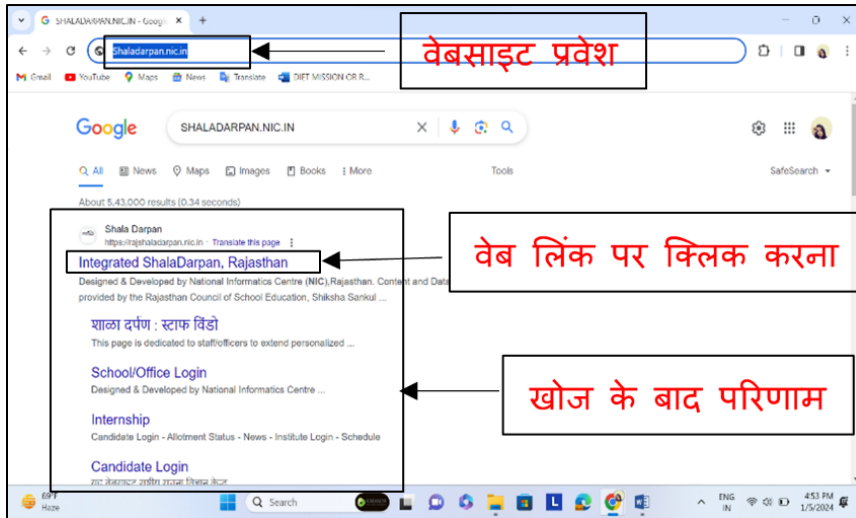 SHALADARPAN.NIC.IN - Googl
Shaladarpan.nic.in
वेबसाइट प्रवेश
Gmail YouTube Maps News Translate DIET MISSION OR R...
Google SHALADARPAN.NIC.IN
All News Maps Images Books More Tools SafeSearch
About 5,43,000 results (0.34 seconds)
Shala Darpan
https://rajshaladarpan.nic.in · Translate this page
Integrated ShalaDarpan, Rajasthan
वेब लिंक पर क्लिक करना
Designed & Developed by National Informatics Centre (NIC),Rajasthan. Content and Data
provided by the Rajasthan Council of School Education, Shiksha Sankul ...
शाळा दर्पण : स्टाफ विंडो
This page is dedicated to staff/officers to extend personalized ...
School/Office Login
Designed & Developed by National Informatics Centre ...
खोज के बाद परिणाम
Internship
Candidate Login - Allotment Status - News - Institute Login - Schedule
Candidate Login
69°F
Haze
Search
ENG
IN
4:53 PM
1/5/2024